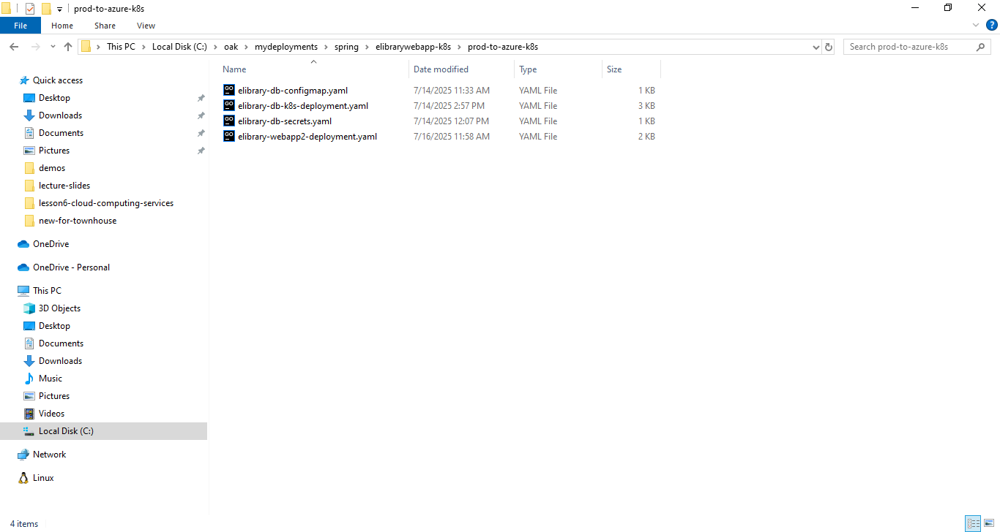 prod-to-azure-k8s
File Home Share View ?
This PC Local Disk (C:) oak mydeployments spring elibrarywebapp-k8s prod-to-azure-k8s Search prod-to-azure-k8s
Quick access
Desktop
Downloads
Documents
Pictures
demos
lecture-slides
lesson6-cloud-computing-services
new-for-townhouse
OneDrive
OneDrive - Personal
This PC
3D Objects
Desktop
Documents
Downloads
Music
Pictures
Videos
Local Disk (C:)
Network
Linux
Name Date modified Type Size
GO elibrary-db-configmap.yaml 7/14/2025 11:33 AM YAML File 1 KB
GO elibrary-db-k8s-deployment.yaml 7/14/2025 2:57 PM YAML File 3 KB
GO elibrary-db-secrets.yaml 7/14/2025 12:07 PM YAML File 1 KB
GO elibrary-webapp2-deployment.yaml 7/16/2025 11:58 AM YAML File 2 KB
4 items